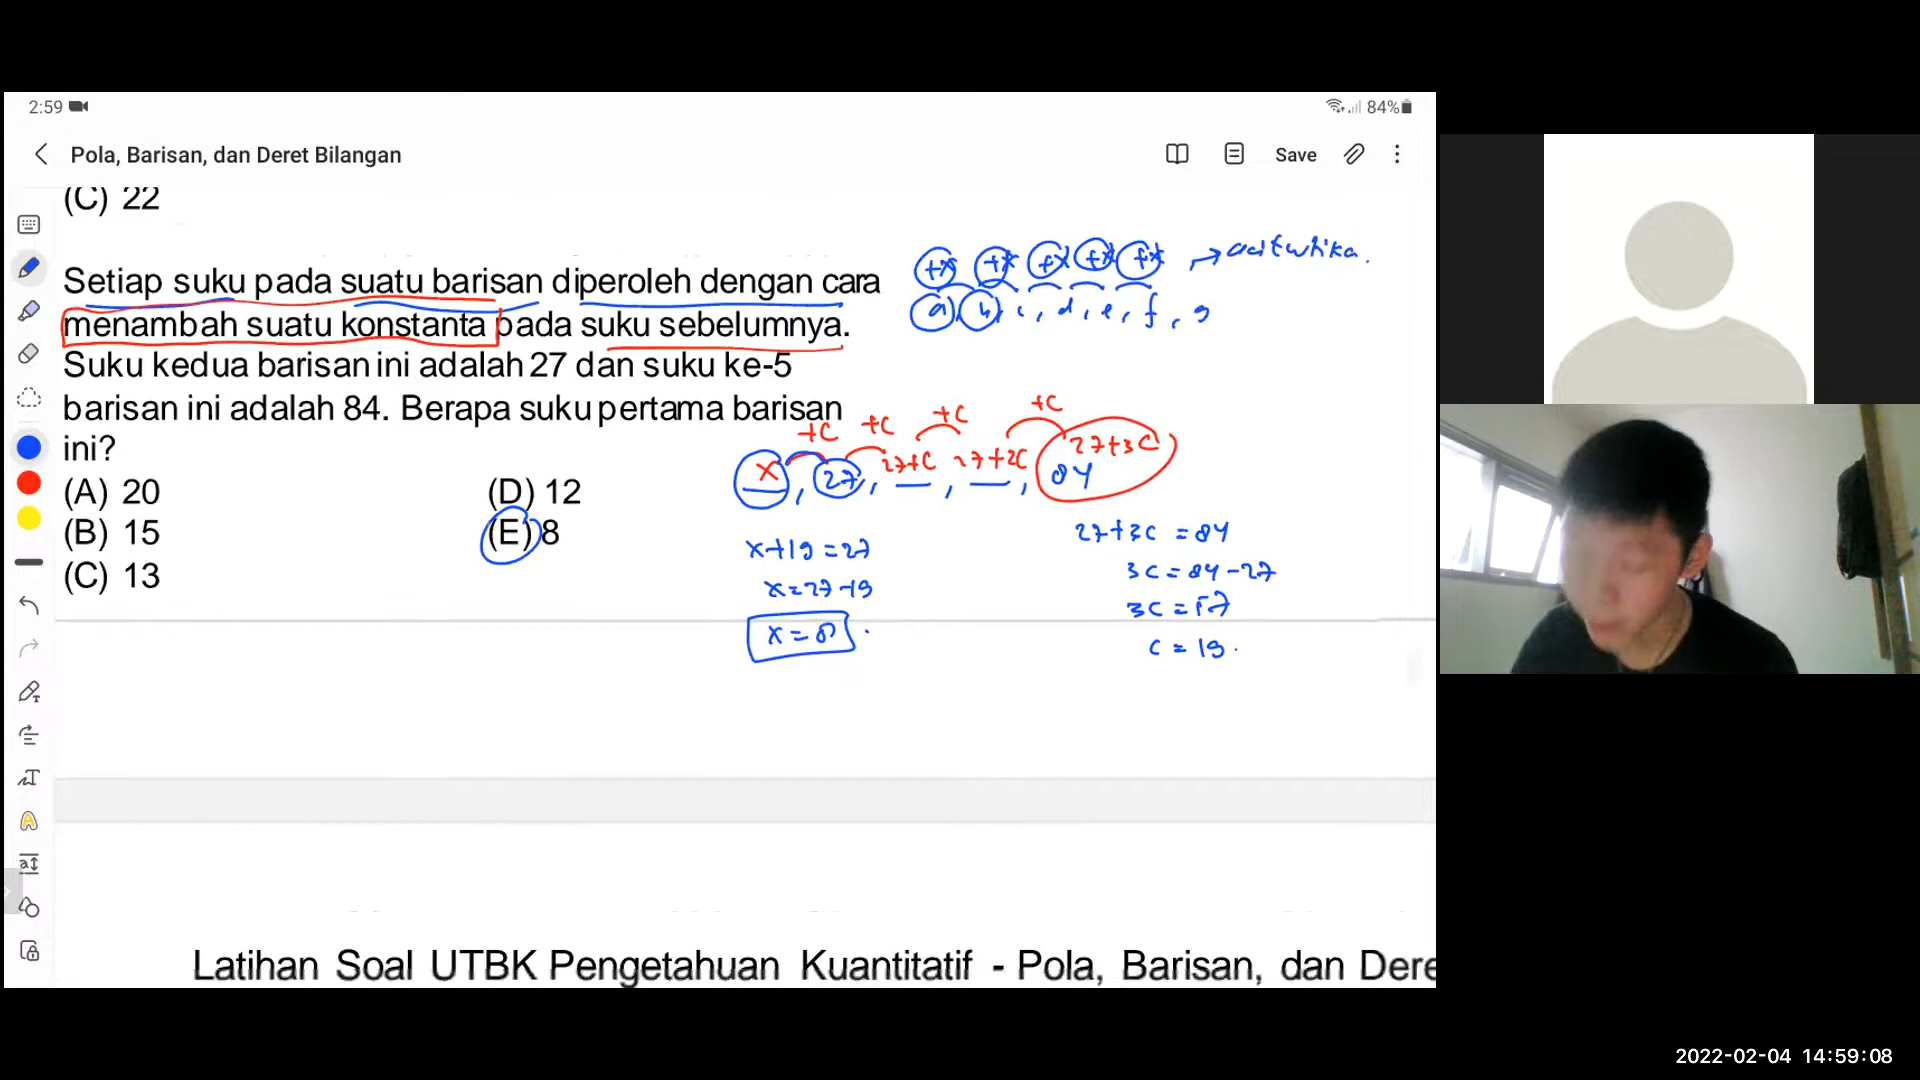 2:59
84%
Pola, Barisan, dan Deret Bilangan
Save
(C) 22
Setiap suku pada suatu barisan diperoleh dengan cara
menambah suatu konstanta pada suku sebelumnya.
Suku kedua barisan ini adalah 27 dan suku ke-5
barisan ini adalah 84. Berapa suku pertama barisan
ini?
(A) 20
(B) 15
(C) 13
(D) 12
(E) 8
+x +x +x +x +x
a, b, c, d, e, f, g
+C +C +C +C
x, 27, 27+C, 27+2C, 27+3C
84
x+19 = 27
x = 27-19
x = 8
27+3C = 84
3C = 84-27
3C = 57
C = 19
Latihan Soal UTBK Pengetahuan Kuantitatif - Pola, Barisan, dan Dere
2022-02-04 14:59:08